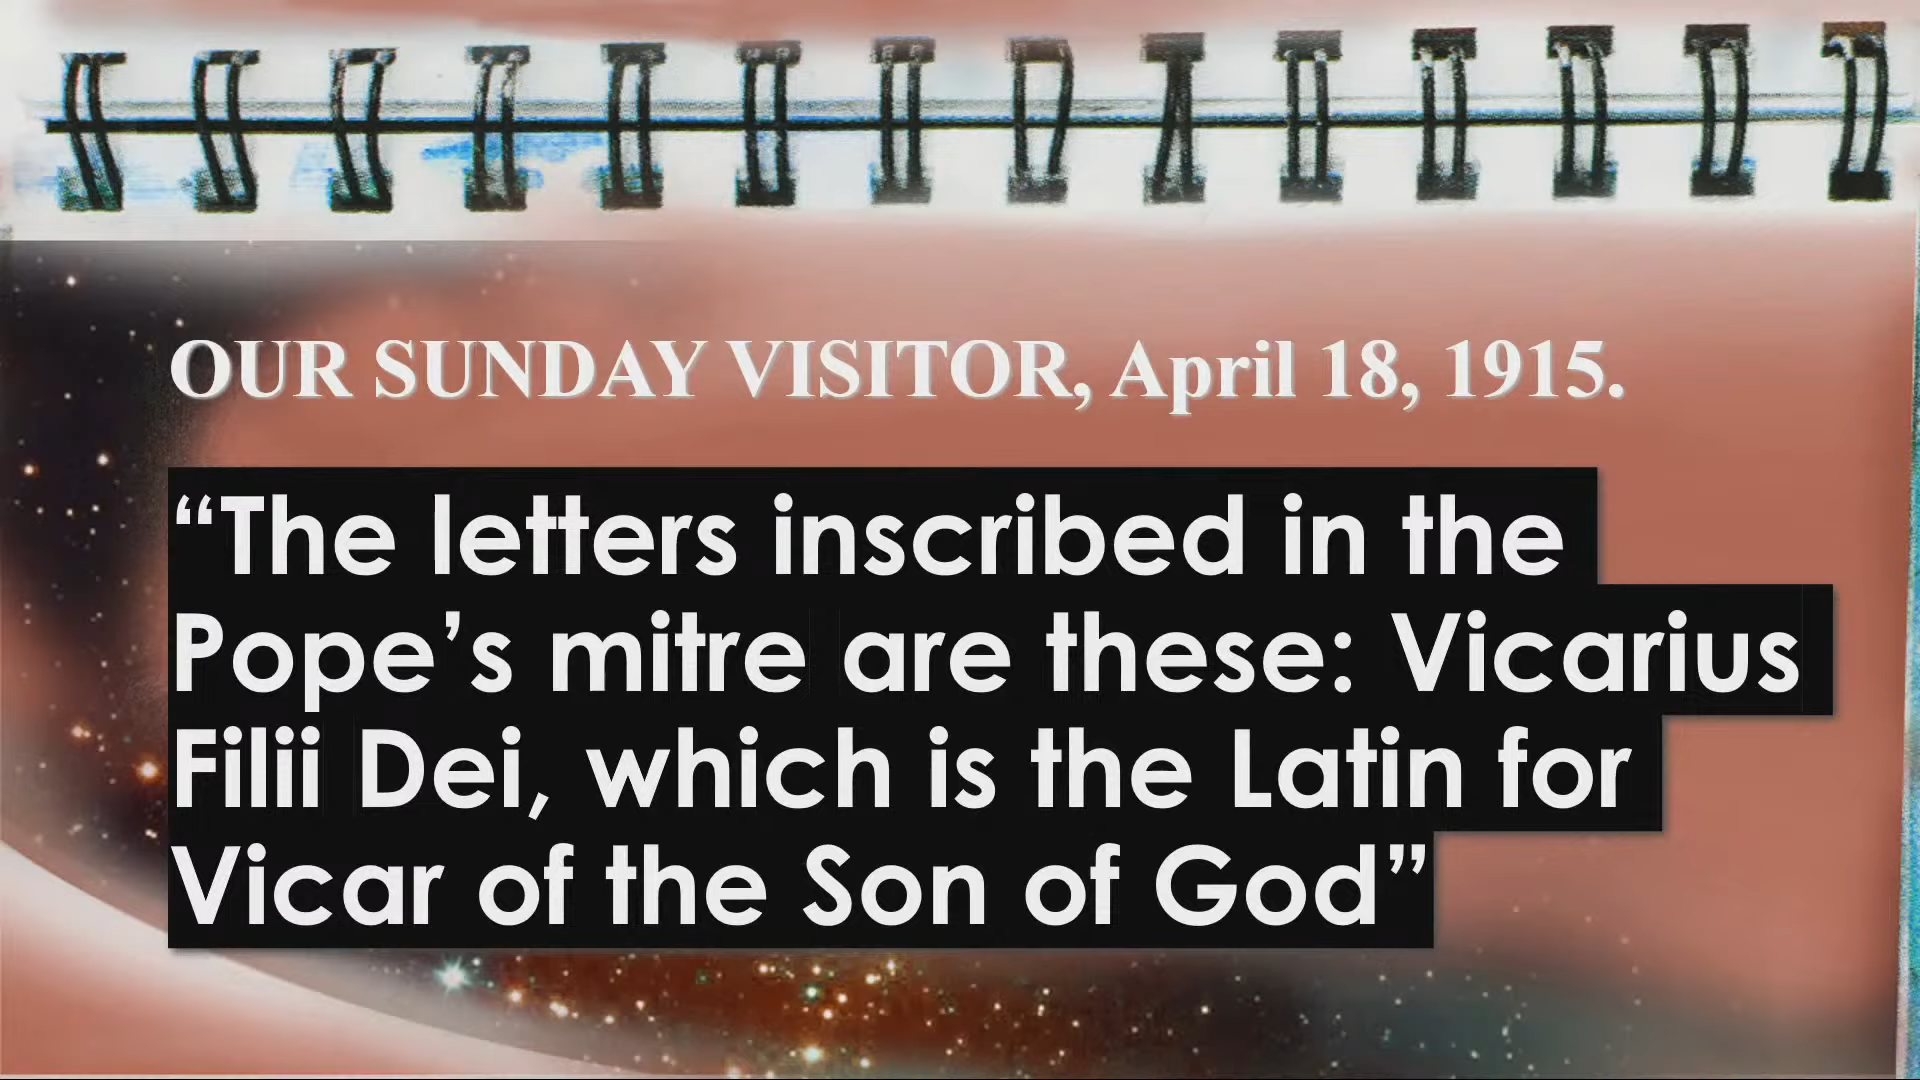 OUR SUNDAY VISITOR, April 18, 1915.
“The letters inscribed in the
Pope’s mitre are these: Vicarius
Filii Dei, which is the Latin for
Vicar of the Son of God”